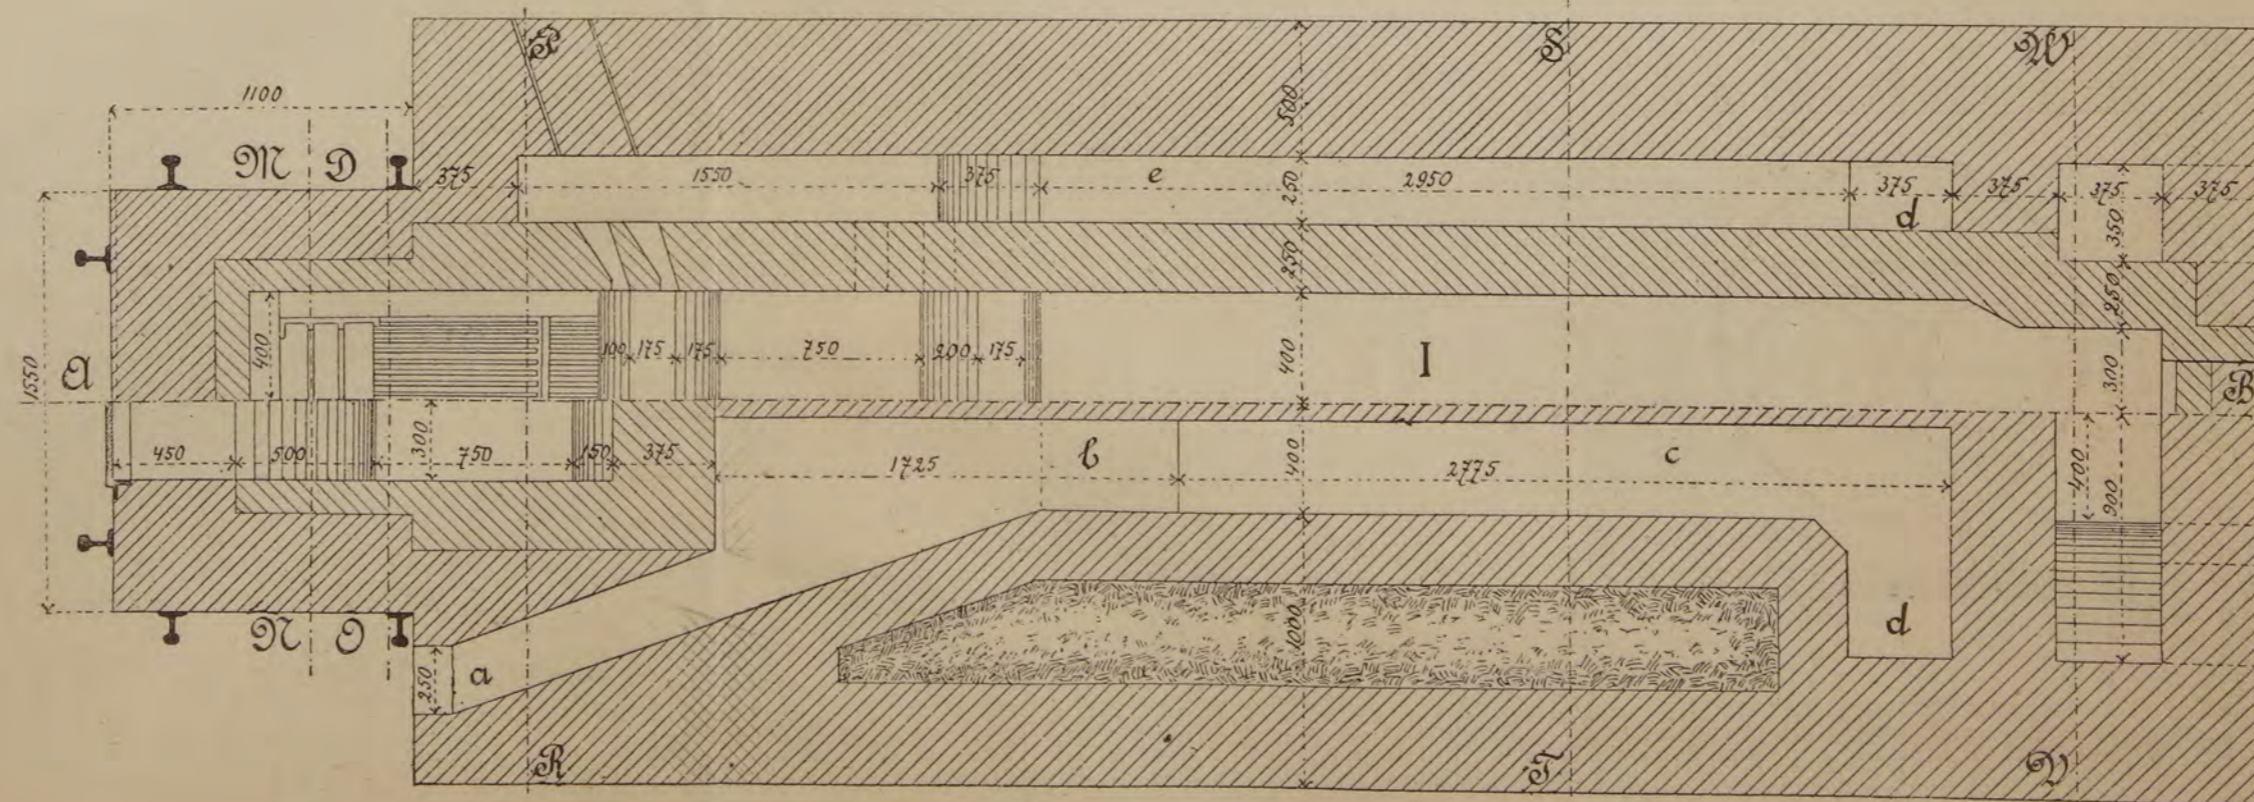 P S W
1100
500
M D
375 1550 375 e 2950 375 375 375 375
250 d 350
250 250
400 100 175 175 750 200 175 400 I 300
1550 A B
450 500 300 750 150 375 1725 b 400 2775 c 400 900
N O 1000 d
250 a
R T V